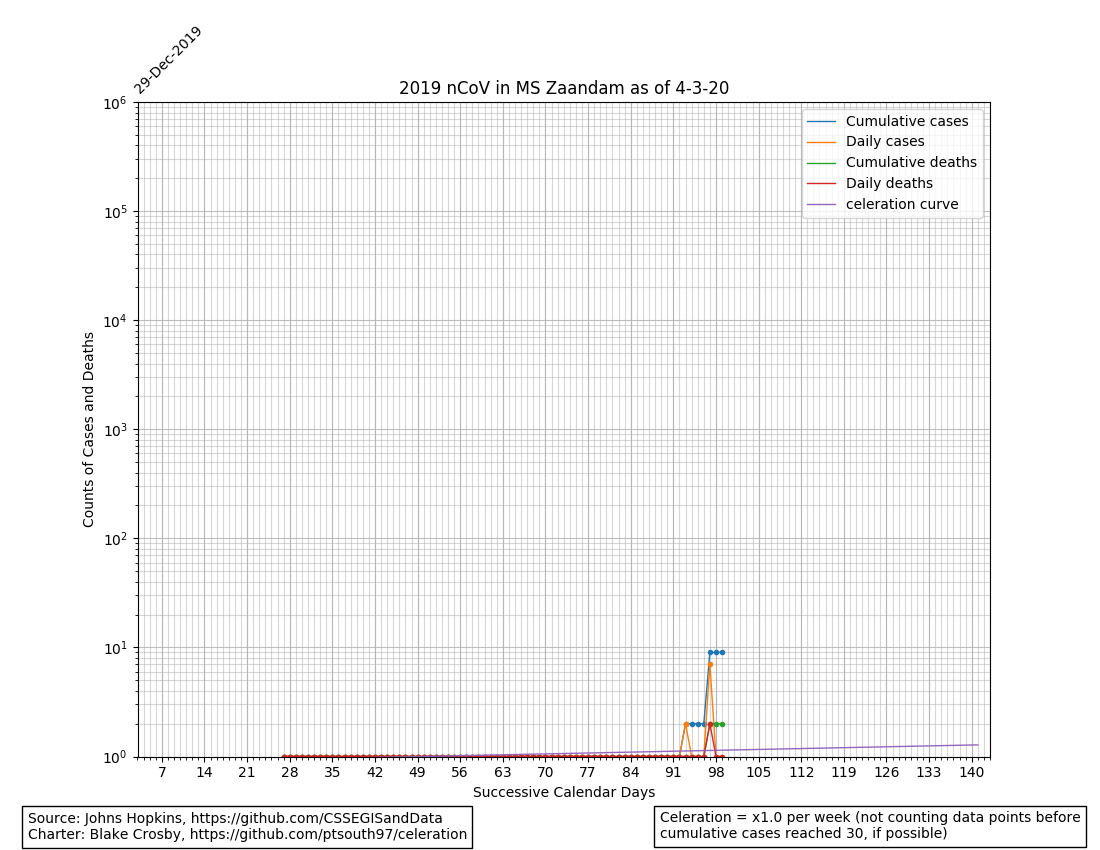 29-Dec-2019
2019 nCoV in MS Zaandam as of 4-3-20
Cumulative cases
Daily cases
Cumulative deaths
Daily deaths
celeration curve
10^6
10^5
10^4
10^3
10^2
10^1
10^0
Counts of Cases and Deaths
7 14 21 28 35 42 49 56 63 70 77 84 91 98 105 112 119 126 133 140
Successive Calendar Days
Source: Johns Hopkins, https://github.com/CSSEGISandData
Charter: Blake Crosby, https://github.com/ptsouth97/celeration
Celeration = x1.0 per week (not counting data points before
cumulative cases reached 30, if possible)